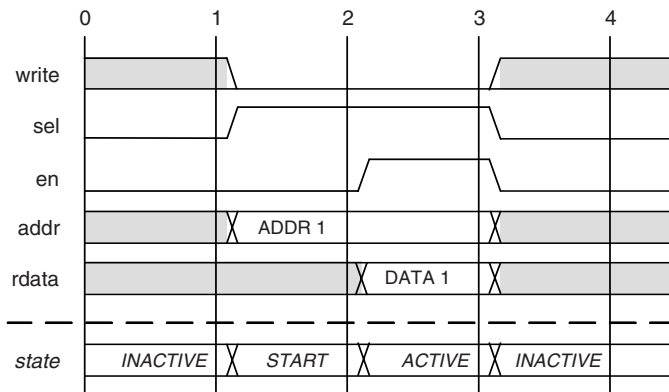 0 1 2 3 4
write
sel
en
addr ADDR 1
rdata DATA 1
state INACTIVE START ACTIVE INACTIVE